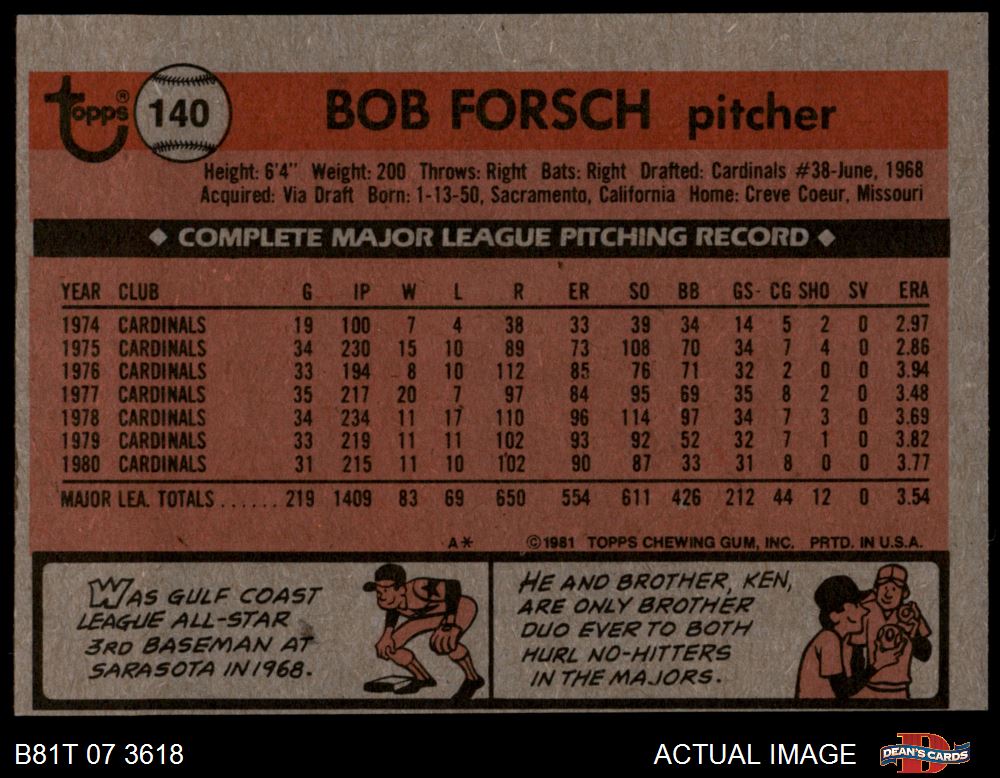 topps® 140 BOB FORSCH pitcher
Height: 6'4" Weight: 200 Throws: Right Bats: Right Drafted: Cardinals #38-June, 1968
Acquired: Via Draft Born: 1-13-50, Sacramento, California Home: Creve Coeur, Missouri
◆ COMPLETE MAJOR LEAGUE PITCHING RECORD ◆
YEAR CLUB G IP W L R ER SO BB GS CG SHO SV ERA
1974 CARDINALS 19 100 7 4 38 33 39 34 14 5 2 0 2.97
1975 CARDINALS 34 230 15 10 89 73 108 70 34 7 4 0 2.86
1976 CARDINALS 33 194 8 10 112 85 76 71 32 2 0 0 3.94
1977 CARDINALS 35 217 20 7 97 84 95 69 35 8 2 0 3.48
1978 CARDINALS 34 234 11 17 110 96 114 97 34 7 3 0 3.69
1979 CARDINALS 33 219 11 11 102 93 92 52 32 7 1 0 3.82
1980 CARDINALS 31 215 11 10 102 90 87 33 31 8 0 0 3.77
MAJOR LEA. TOTALS ...... 219 1409 83 69 650 554 611 426 212 44 12 0 3.54
A* ©1981 TOPPS CHEWING GUM, INC. PRTD. IN U.S.A.
WAS GULF COAST
LEAGUE ALL-STAR
3RD BASEMAN AT
SARASOTA IN 1968.
HE AND BROTHER, KEN,
ARE ONLY BROTHER
DUO EVER TO BOTH
HURL NO-HITTERS
IN THE MAJORS.
B81T 07 3618 ACTUAL IMAGE DEAN'S CARDS